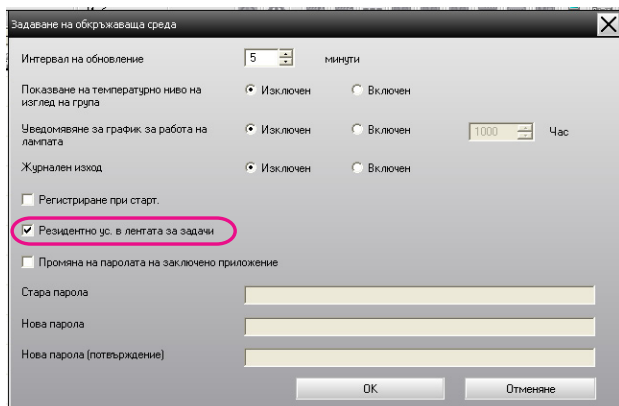 Задаване на обкръжаваща среда
Интервал на обновление 5 минути
Показване на температурно ниво на изглед на група Изключен Включен
Уведомяване за график за работа на лампата Изключен Включен 1000 Час
Журнален изход Изключен Включен
Регистриране при старт.
Резидентно ус. в лентата за задачи
Промяна на паролата на заключено приложение
Стара парола
Нова парола
Нова парола (потвърждение)
OK Отменяне